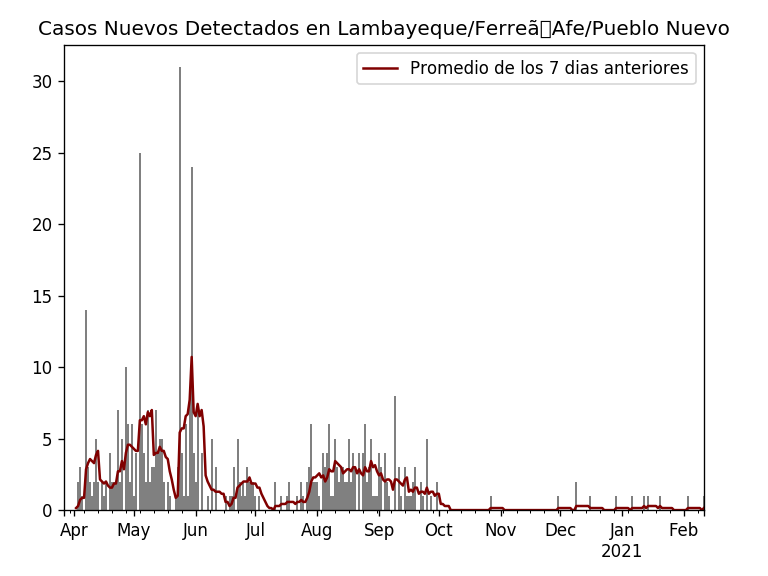 Casos Nuevos Detectados en Lambayeque/Ferreã▯Afe/Pueblo Nuevo
Promedio de los 7 dias anteriores
30
25
20
15
10
5
0
Apr May Jun Jul Aug Sep Oct Nov Dec Jan Feb
2021